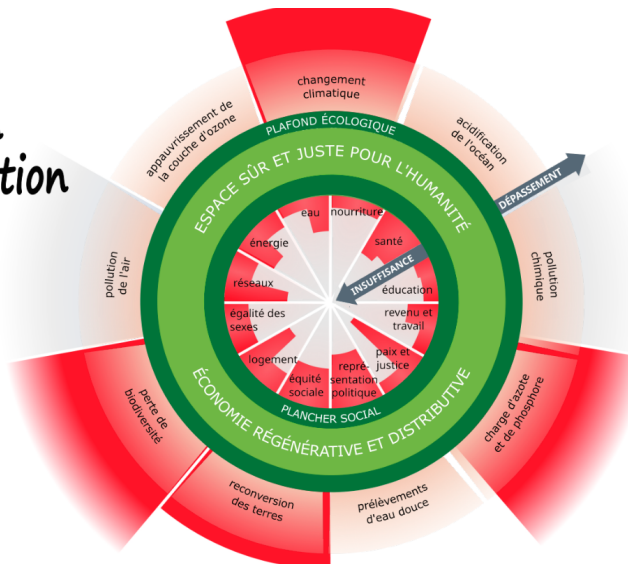 tion
changement
climatique
appauvrissement de
la couche d'ozone
acidification
de l'océan
PLAFOND ÉCOLOGIQUE
ESPACE SÛR ET JUSTE POUR L'HUMANITÉ
DÉPASSEMENT
pollution
de l'air
pollution
chimique
eau
nourriture
énergie
santé
INSUFFISANCE
réseaux
éducation
égalité des
sexes
revenu et
travail
logement
paix et
justice
équité
sociale
repré-
sentation
politique
PLANCHER SOCIAL
ÉCONOMIE RÉGÉNÉRATIVE ET DISTRIBUTIVE
perte de
biodiversité
charge d'azote
et de phosphore
reconversion
des terres
prélèvements
d'eau douce